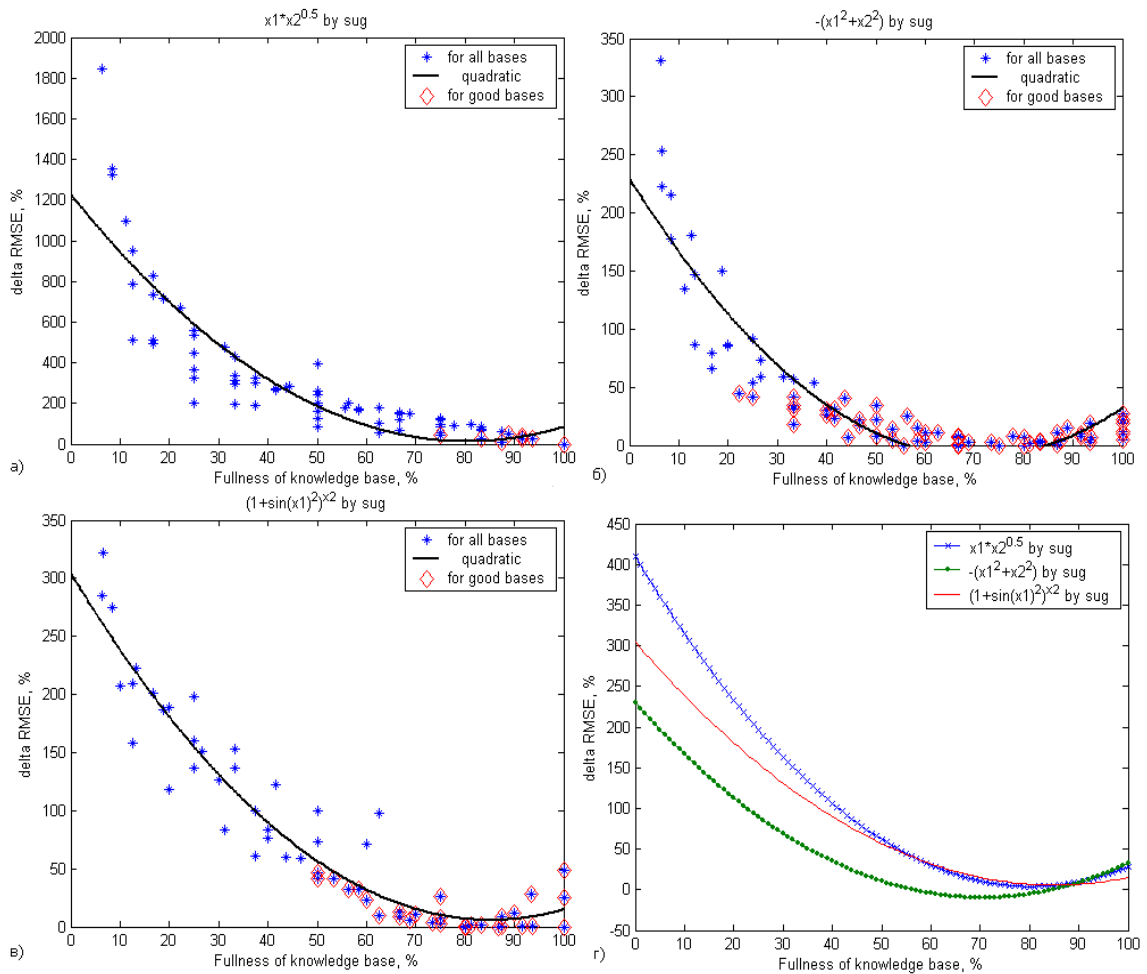 x1*x2^0.5 by sug
2000
1800
1600
1400
1200
1000
800
600
400
200
0
delta RMSE, %
for all bases
quadratic
for good bases
0 10 20 30 40 50 60 70 80 90 100
Fullness of knowledge base, %
а)
-(x1^2+x2^2) by sug
350
300
250
200
150
100
50
0
delta RMSE, %
for all bases
quadratic
for good bases
0 10 20 30 40 50 60 70 80 90 100
Fullness of knowledge base, %
б)
(1+sin(x1)^2)^x2 by sug
350
300
250
200
150
100
50
0
delta RMSE, %
for all bases
quadratic
for good bases
0 10 20 30 40 50 60 70 80 90 100
Fullness of knowledge base, %
в)
450
400
350
300
250
200
150
100
50
0
-50
delta RMSE, %
x1*x2^0.5 by sug
-(x1^2+x2^2) by sug
(1+sin(x1)^2)^x2 by sug
0 10 20 30 40 50 60 70 80 90 100
Fullness of knowledge base, %
г)